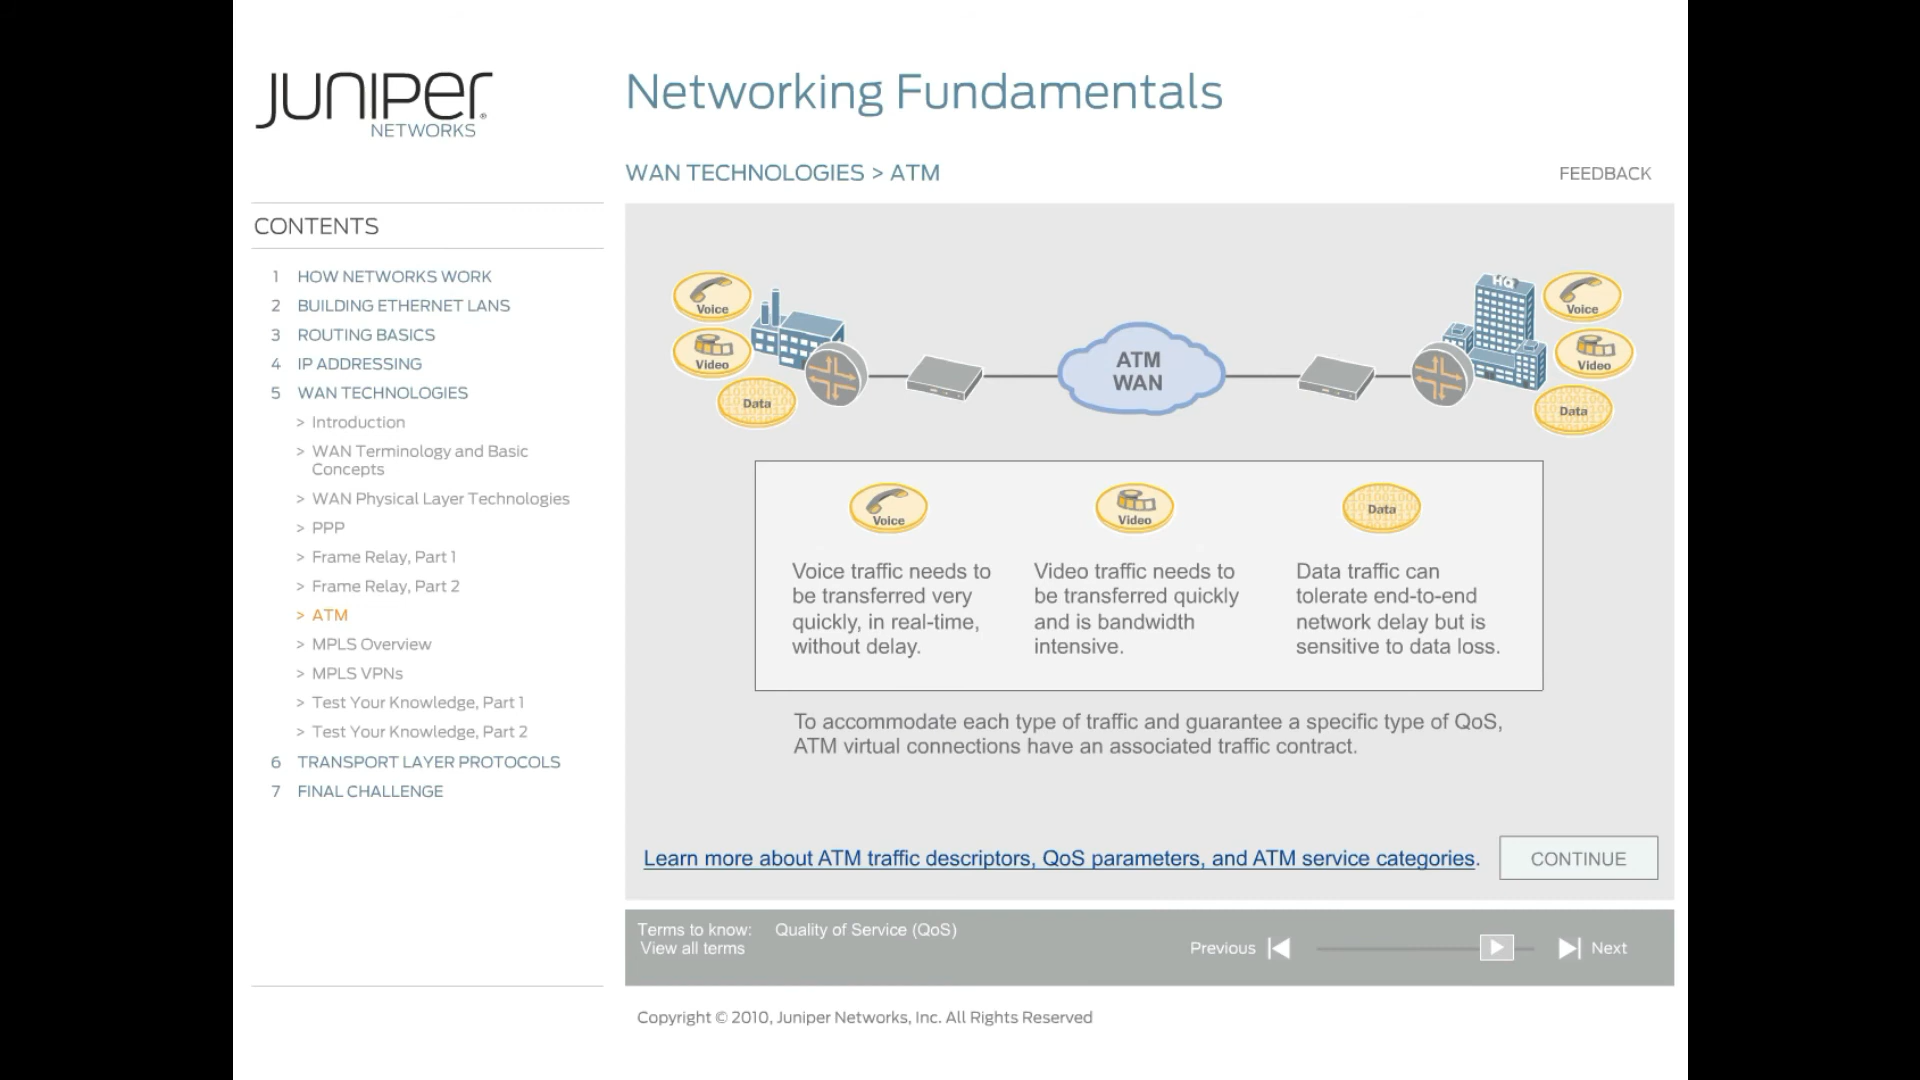 JUNIPER
NETWORKS
Networking Fundamentals
WAN TECHNOLOGIES > ATM
FEEDBACK
CONTENTS
1 HOW NETWORKS WORK
2 BUILDING ETHERNET LANS
3 ROUTING BASICS
4 IP ADDRESSING
5 WAN TECHNOLOGIES
> Introduction
> WAN Terminology and Basic
Concepts
> WAN Physical Layer Technologies
> PPP
> Frame Relay, Part 1
> Frame Relay, Part 2
> ATM
> MPLS Overview
> MPLS VPNs
> Test Your Knowledge, Part 1
> Test Your Knowledge, Part 2
6 TRANSPORT LAYER PROTOCOLS
7 FINAL CHALLENGE
Voice
Video
Data
ATM
WAN
HQ
Voice
Video
Data
Voice
Video
Data
Voice traffic needs to
be transferred very
quickly, in real-time,
without delay.
Video traffic needs to
be transferred quickly
and is bandwidth
intensive.
Data traffic can
tolerate end-to-end
network delay but is
sensitive to data loss.
To accommodate each type of traffic and guarantee a specific type of QoS,
ATM virtual connections have an associated traffic contract.
Learn more about ATM traffic descriptors, QoS parameters, and ATM service categories.
CONTINUE
Terms to know: Quality of Service (QoS)
View all terms
Previous
Next
Copyright © 2010, Juniper Networks, Inc. All Rights Reserved